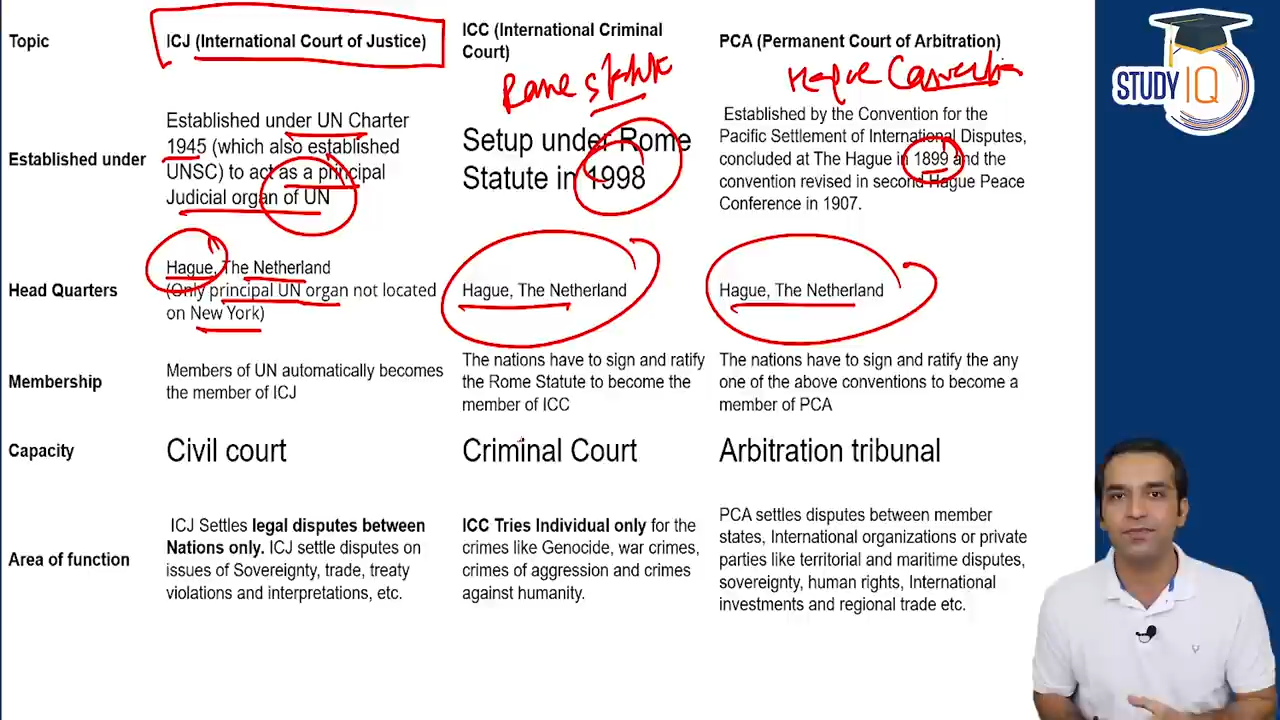 Topic
ICJ (International Court of Justice)
ICC (International Criminal
Court)
PCA (Permanent Court of Arbitration)
Rome statute
Hague Convention
STUDY IQ
Established under
Established under UN Charter
1945 (which also established
UNSC) to act as a principal
Judicial organ of UN
Setup under Rome
Statute in 1998
Established by the Convention for the
Pacific Settlement of International Disputes,
concluded at The Hague in 1899 and the
convention revised in second Hague Peace
Conference in 1907.
Head Quarters
Hague, The Netherland
(Only principal UN organ not located
on New York)
Hague, The Netherland
Hague, The Netherland
Membership
Members of UN automatically becomes
the member of ICJ
The nations have to sign and ratify
the Rome Statute to become the
member of ICC
The nations have to sign and ratify the any
one of the above conventions to become a
member of PCA
Capacity
Civil court
Criminal Court
Arbitration tribunal
Area of function
ICJ Settles legal disputes between
Nations only. ICJ settle disputes on
issues of Sovereignty, trade, treaty
violations and interpretations, etc.
ICC Tries Individual only for the
crimes like Genocide, war crimes,
crimes of aggression and crimes
against humanity.
PCA settles disputes between member
states, International organizations or private
parties like territorial and maritime disputes,
sovereignty, human rights, International
investments and regional trade etc.